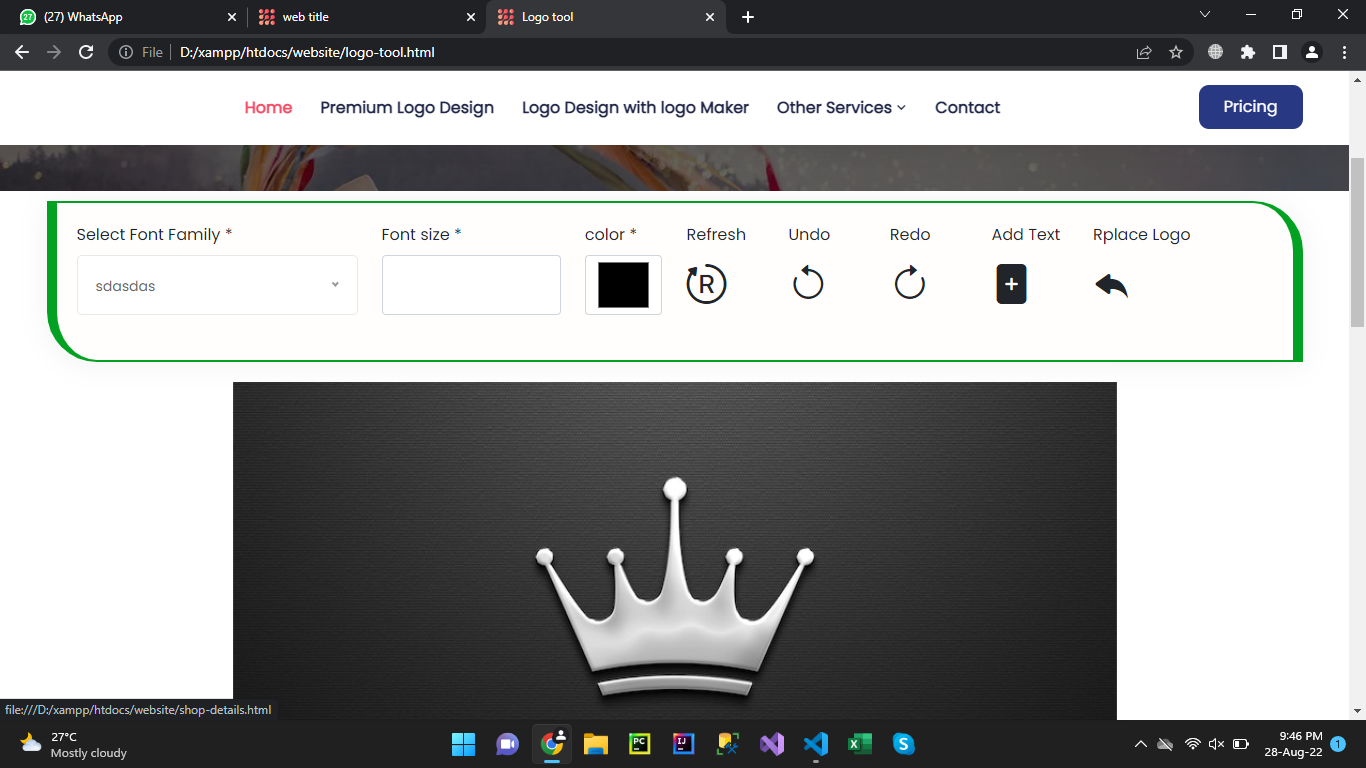 27 (27) WhatsApp web title Logo tool
File D:/xampp/htdocs/website/logo-tool.html
Home Premium Logo Design Logo Design with logo Maker Other Services Contact Pricing
Select Font Family * Font size * color * Refresh Undo Redo Add Text Rplace Logo
sdasdas R
file:///D:/xampp/htdocs/website/shop-details.html
27°C
Mostly cloudy
PC IJ
9:46 PM
28-Aug-22 1